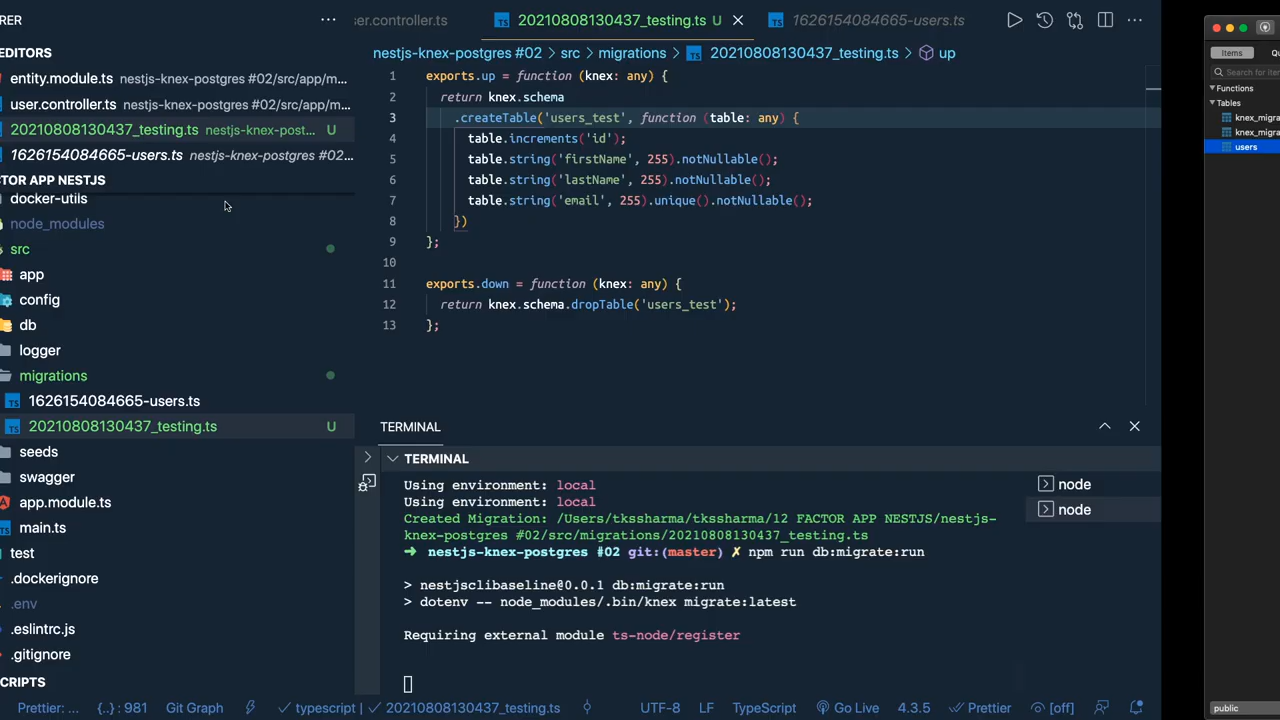 RER
ser.controller.ts
20210808130437_testing.ts U
1626154084665-users.ts
EDITORS
nestjs-knex-postgres #02 › src › migrations › 20210808130437_testing.ts › up
entity.module.ts nestjs-knex-postgres #02/src/app/m...
user.controller.ts nestjs-knex-postgres #02/src/app/m...
20210808130437_testing.ts nestjs-knex-post... U
1626154084665-users.ts nestjs-knex-postgres #02...
CTOR APP NESTJS
docker-utils
node_modules
src
app
config
db
logger
migrations
1626154084665-users.ts
20210808130437_testing.ts U
seeds
swagger
app.module.ts
main.ts
test
.dockerignore
.env
.eslintrc.js
.gitignore
CRIPTS
1 exports.up = function (knex: any) {
2 return knex.schema
3 .createTable('users_test', function (table: any) {
4 table.increments('id');
5 table.string('firstName', 255).notNullable();
6 table.string('lastName', 255).notNullable();
7 table.string('email', 255).unique().notNullable();
8 })
9 };
10
11 exports.down = function (knex: any) {
12 return knex.schema.dropTable('users_test');
13 };
TERMINAL
TERMINAL
Using environment: local
Using environment: local
Created Migration: /Users/tkssharma/tkssharma/12 FACTOR APP NESTJS/nestjs-
knex-postgres #02/src/migrations/20210808130437_testing.ts
➜ nestjs-knex-postgres #02 git:(master) ✗ npm run db:migrate:run
> nestjsclibaseline@0.0.1 db:migrate:run
> dotenv -- node_modules/.bin/knex migrate:latest
Requiring external module ts-node/register
node
node
Prettier: ... {..} : 981 Git Graph typescript | 20210808130437_testing.ts UTF-8 LF TypeScript Go Live 4.3.5 Prettier [off]
Items
Search for item
Functions
Tables
knex_migra
knex_migra
users
public